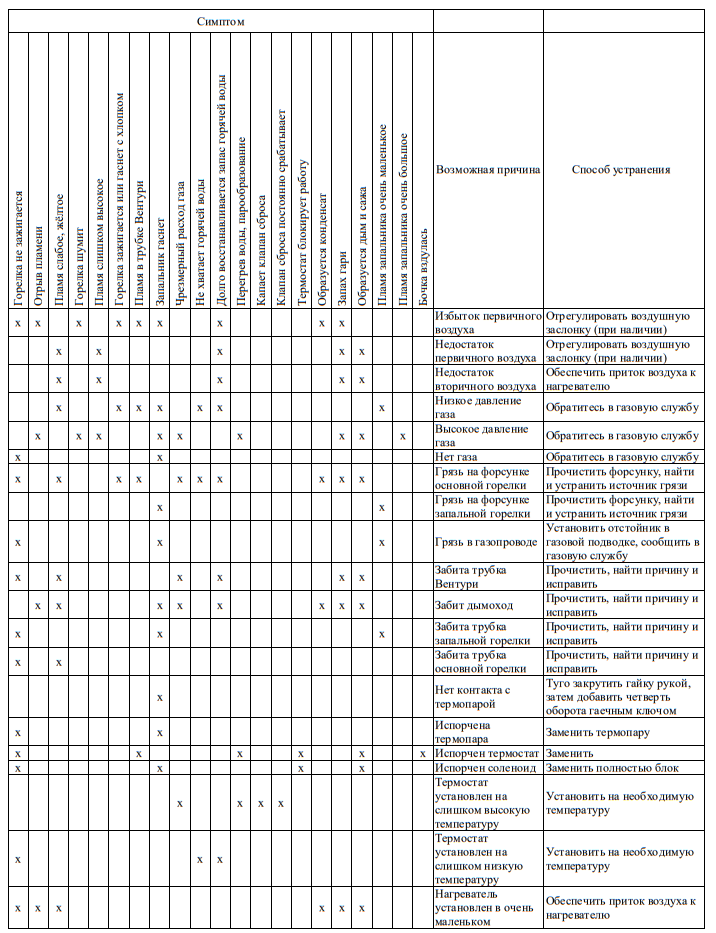 Симптом
Горелка не зажигается
Отрыв пламени
Пламя слабое, жёлтое
Горелка шумит
Пламя слишком высокое
Горелка зажигается или гаснет с хлопком
Пламя в трубке Вентури
Запальник гаснет
Чрезмерный расход газа
Не хватает горячей воды
Долго восстанавливается запас горячей воды
Перегрев воды, парообразование
Капает клапан сброса
Клапан сброса постоянно срабатывает
Термостат блокирует работу
Образуется конденсат
Запах гари
Образуется дым и сажа
Пламя запальника очень маленькое
Пламя запальника очень большое
Бочка вздулась
Возможная причина
Способ устранения
x x x x x x x x x
Избыток первичного
воздуха
Отрегулировать воздушную
заслонку (при наличии)
x x x x x
Недостаток
первичного воздуха
Отрегулировать воздушную
заслонку (при наличии)
x x x x x
Недостаток
вторичного воздуха
Обеспечить приток воздуха к
нагревателю
x x x x x x x
Низкое давление
газа
Обратитесь в газовую службу
x x x x x x x x x
Высокое давление
газа
Обратитесь в газовую службу
x x
Нет газа
Обратитесь в газовую службу
x x x x x x x x x x
Грязь на форсунке
основной горелки
Прочистить форсунку, найти
и устранить источник грязи
x x
Грязь на форсунке
запальной горелки
Прочистить форсунку, найти
и устранить источник грязи
x x x
Грязь в газопроводе
Установить отстойник в
газовой подводке, сообщить в
газовую службу
x x x x x x
Забита трубка
Вентури
Прочистить, найти причину и
исправить
x x x x x x x x
Забит дымоход
Прочистить, найти причину и
исправить
x x x
Забита трубка
запальной горелки
Прочистить, найти причину и
исправить
x x
Забита трубка
основной горелки
Прочистить, найти причину и
исправить
x
Нет контакта с
термопарой
Туго закрутить гайку рукой,
затем добавить четверть
оборота гаечным ключом
x x
Испорчена
термопара
Заменить термопару
x x x x x x
Испорчен термостат
Заменить
x x x x
Испорчен соленоид
Заменить полностью блок
x x x x
Термостат
установлен на
слишком высокую
температуру
Установить на необходимую
температуру
x x x
Термостат
установлен на
слишком низкую
температуру
Установить на необходимую
температуру
x x x x x x
Нагреватель
установлен в очень
маленьком
Обеспечить приток воздуха к
нагревателю